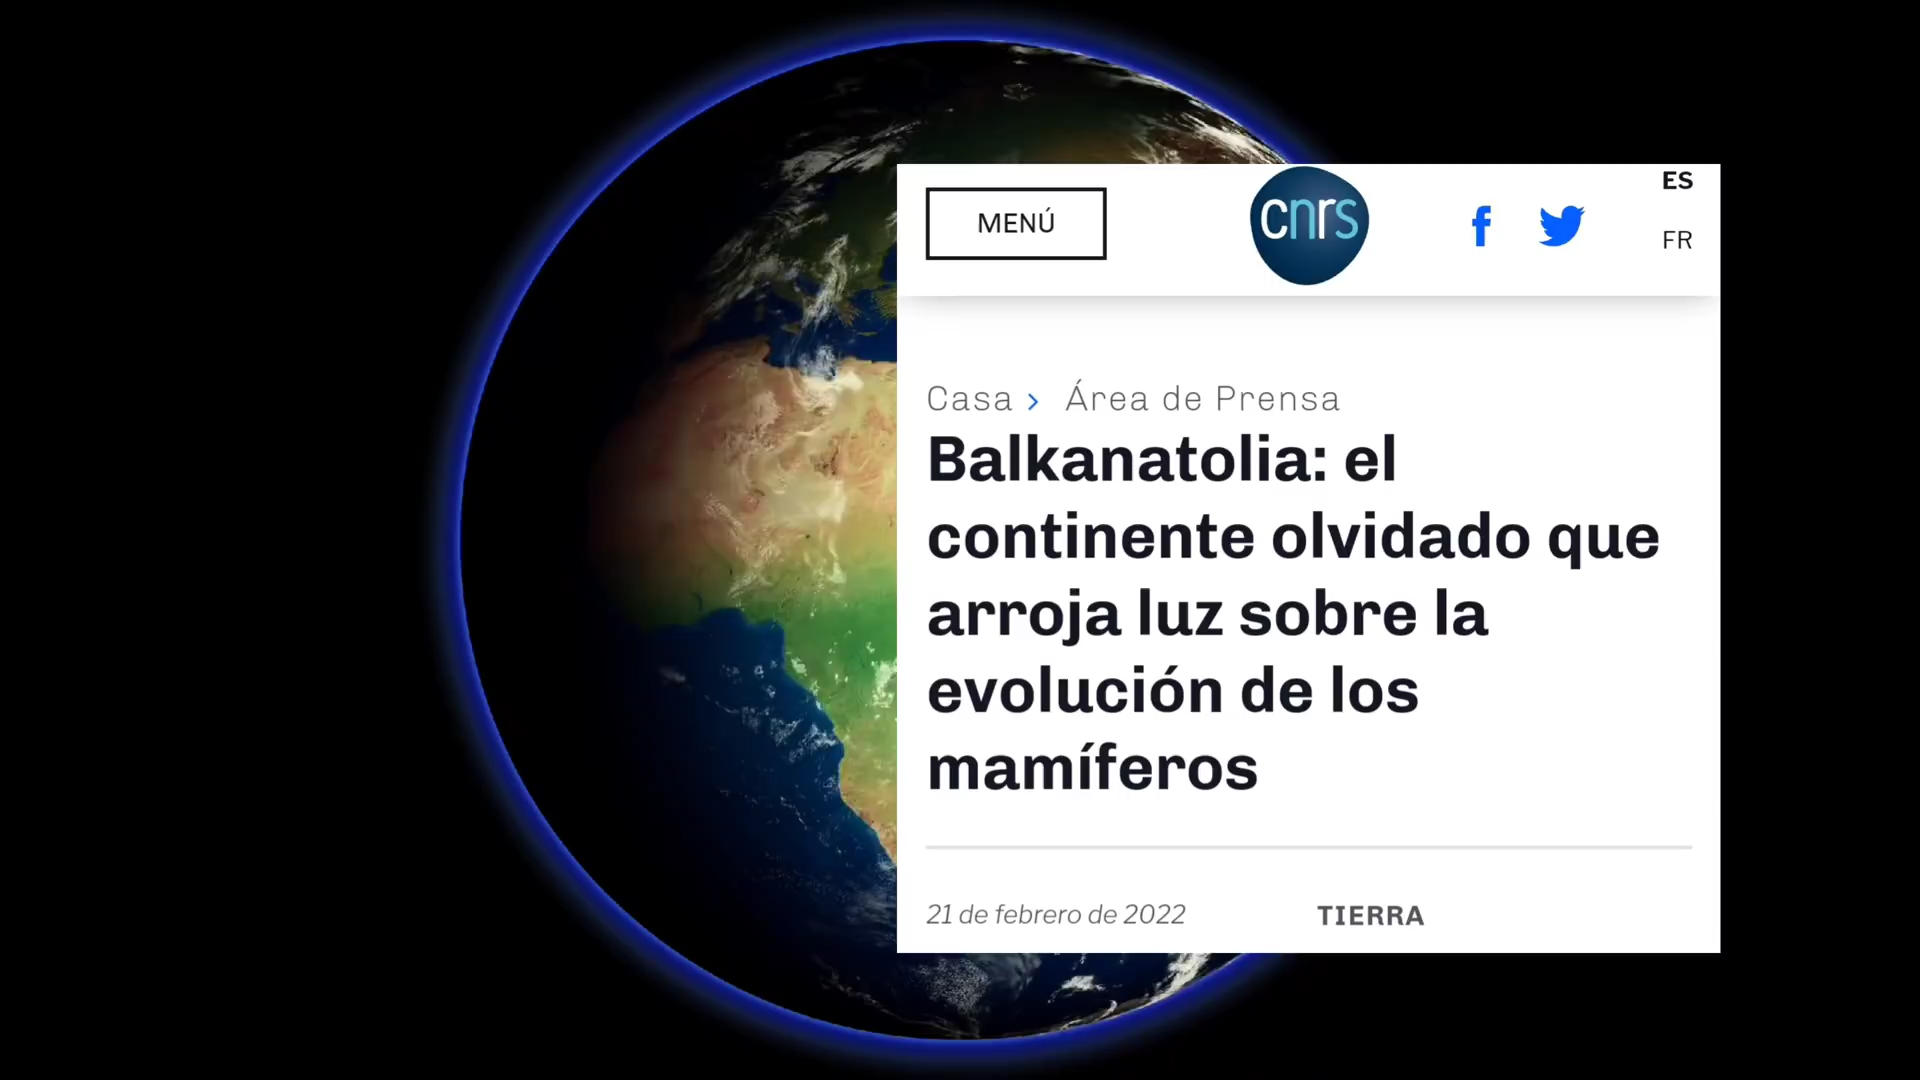 MENÚ
cnrs
ES
FR
Casa > Área de Prensa
Balkanatolia: el
continente olvidado que
arroja luz sobre la
evolución de los
mamíferos
21 de febrero de 2022
TIERRA